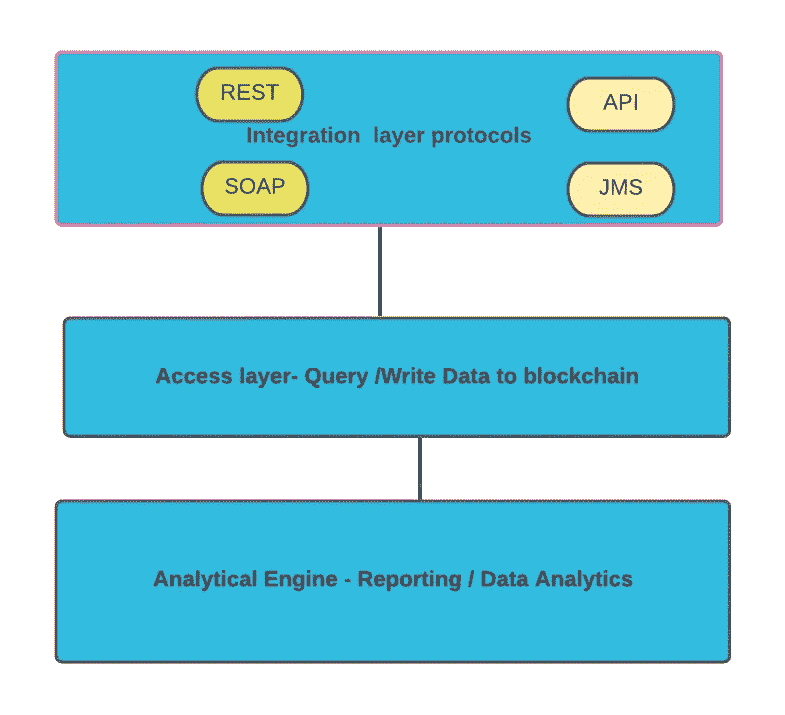 REST
API
Integration  layer protocols
SOAP
JMS
Access layer- Query /Write Data to blockchain
Analytical Engine - Reporting / Data Analytics